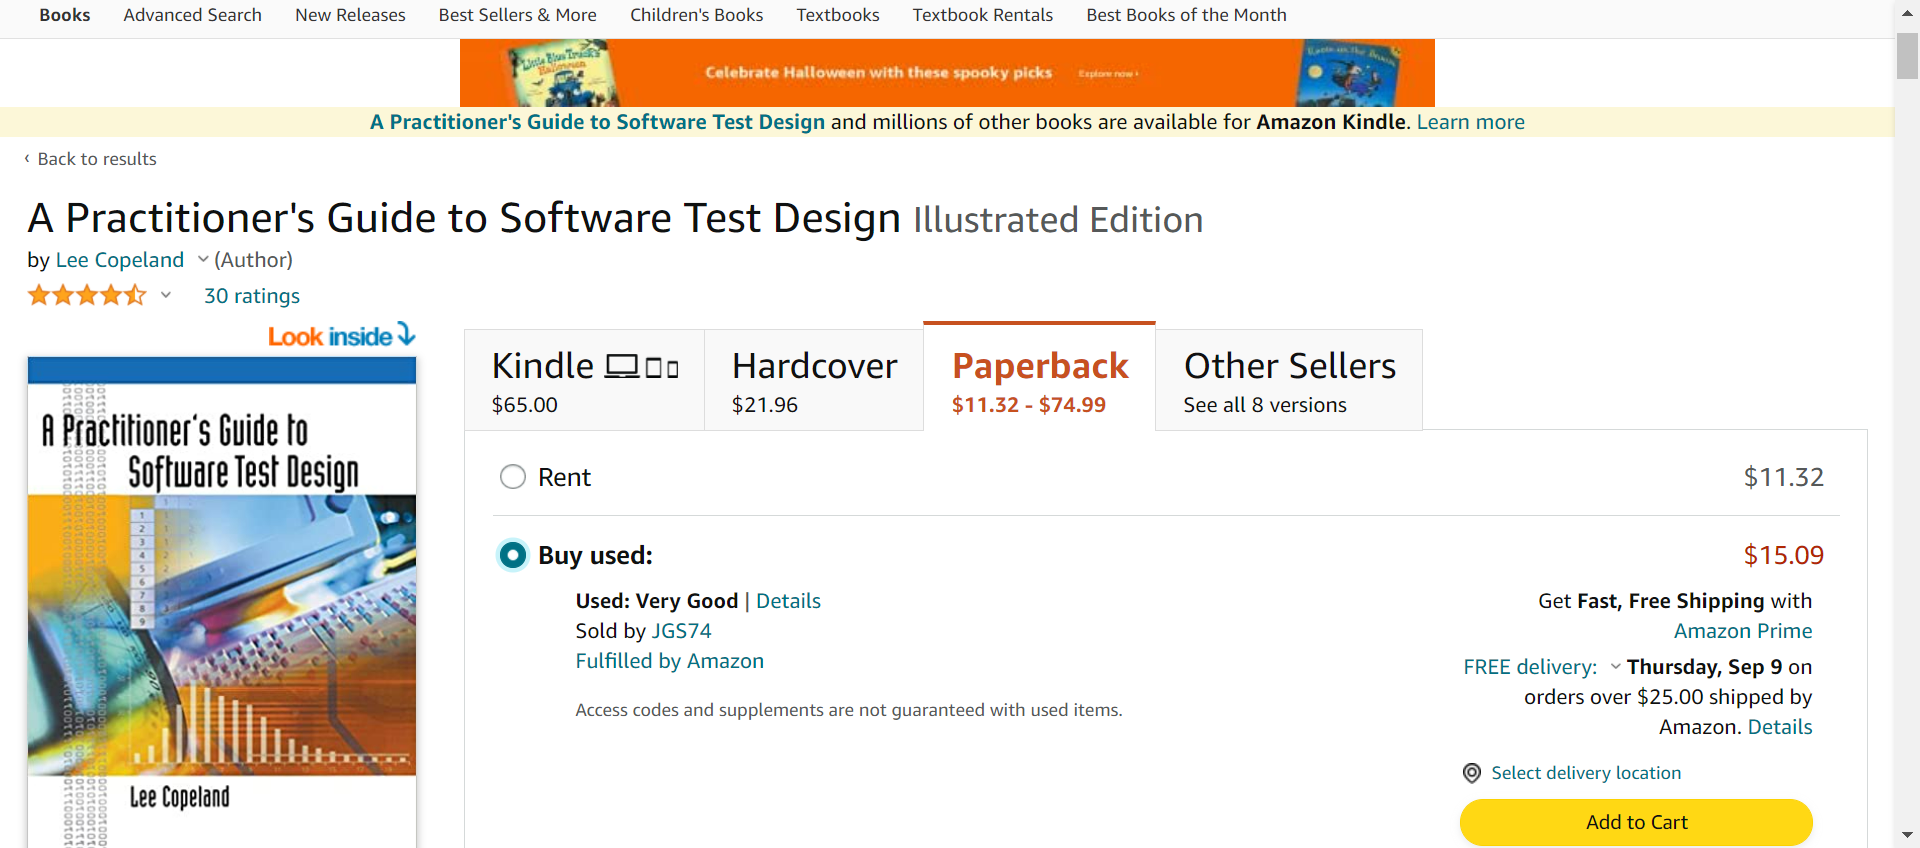 Books Advanced Search New Releases Best Sellers & More Children's Books Textbooks Textbook Rentals Best Books of the Month
Little Blue Truck's
Halloween
Celebrate Halloween with these spooky picks Explore now ›
Room on the Broom
A Practitioner's Guide to Software Test Design and millions of other books are available for Amazon Kindle. Learn more
‹ Back to results
A Practitioner's Guide to Software Test Design Illustrated Edition
by Lee Copeland (Author)
30 ratings
Look inside
A Practitioner's Guide to
Software Test Design
1
2
3
4
5
6
7
8
9
Lee Copeland
Kindle
$65.00
Hardcover
$21.96
Paperback
$11.32 - $74.99
Other Sellers
See all 8 versions
Rent $11.32
Buy used: $15.09
Used: Very Good | Details
Sold by JGS74
Fulfilled by Amazon
Access codes and supplements are not guaranteed with used items.
Get Fast, Free Shipping with
Amazon Prime
FREE delivery: Thursday, Sep 9 on
orders over $25.00 shipped by
Amazon. Details
Select delivery location
Add to Cart